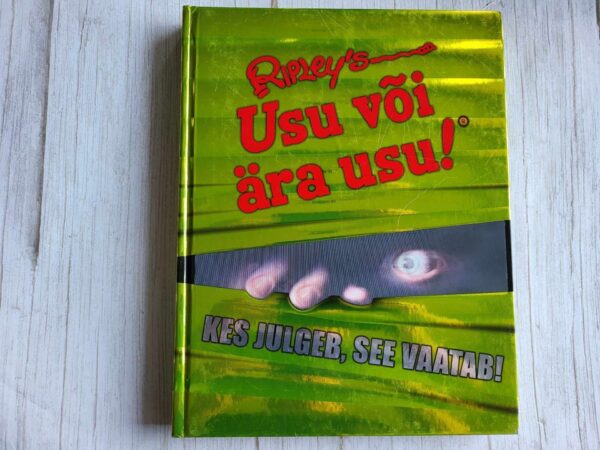 Ripley's
Usu või
ära usu!®
KES JULGEB, SEE VAATAB!